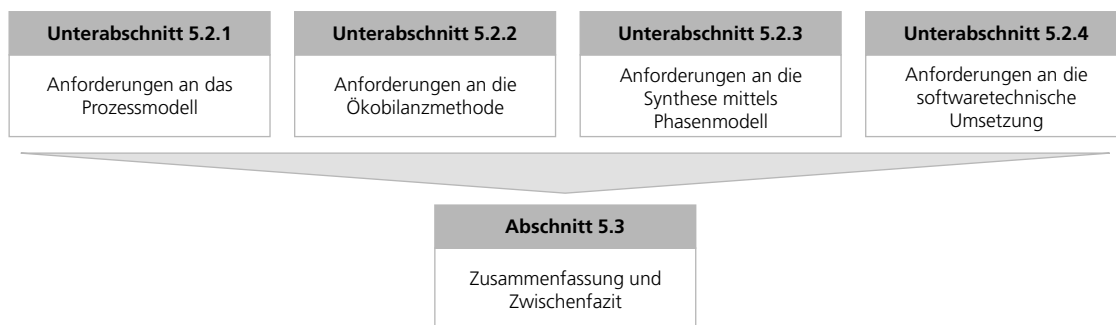 Unterabschnitt 5.2.1
Anforderungen an das
Prozessmodell
Unterabschnitt 5.2.2
Anforderungen an die
Ökobilanzmethode
Unterabschnitt 5.2.3
Anforderungen an die
Synthese mittels
Phasenmodell
Unterabschnitt 5.2.4
Anforderungen an die
softwaretechnische
Umsetzung
Abschnitt 5.3
Zusammenfassung und
Zwischenfazit